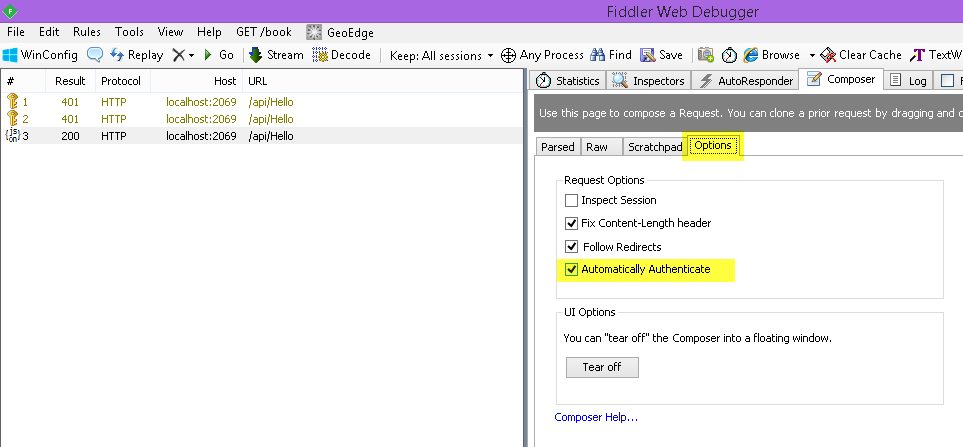 Fiddler Web Debugger
File Edit Rules Tools View Help GET /book GeoEdge
WinConfig Replay Go Stream Decode Keep: All sessions Any Process Find Save Browse Clear Cache TextW
# Result Protocol Host URL
1 401 HTTP localhost:2069 /api/Hello
2 401 HTTP localhost:2069 /api/Hello
3 200 HTTP localhost:2069 /api/Hello
Statistics Inspectors AutoResponder Composer Log F
Use this page to compose a Request. You can clone a prior request by dragging and c
Parsed Raw Scratchpad Options
Request Options
Inspect Session
Fix Content-Length header
Follow Redirects
Automatically Authenticate
UI Options
You can "tear off" the Composer into a floating window.
Tear off
Composer Help...